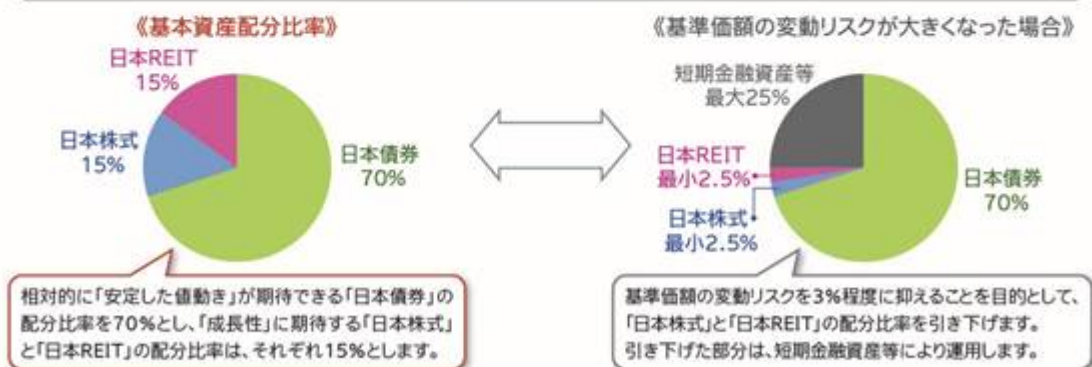 《基本資産配分比率》
日本REIT
15%
日本株式
15%
日本債券
70%
相対的に「安定した値動き」が期待できる「日本債券」の
配分比率を70%とし、「成長性」に期待する「日本株式」
と「日本REIT」の配分比率は、それぞれ15%とします。
《基準価額の変動リスクが大きくなった場合》
短期金融資産等
最大25%
日本REIT
最小2.5%
日本株式
最小2.5%
日本債券
70%
基準価額の変動リスクを3%程度に抑えることを目的として、
「日本株式」と「日本REIT」の配分比率を引き下げます。
引き下げた部分は、短期金融資産等により運用します。